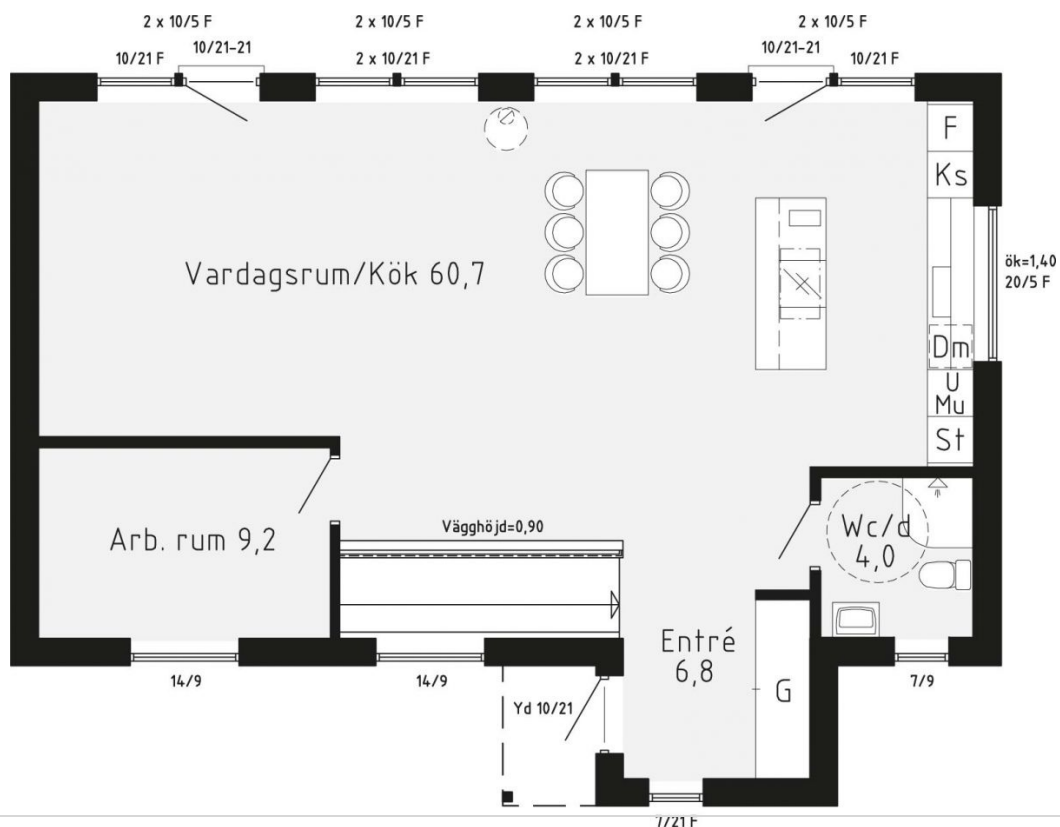 2 x 10/5 F
2 x 10/5 F
2 x 10/5 F
2 x 10/5 F
10/21 F
10/21-21
2 x 10/21 F
2 x 10/21 F
10/21-21
10/21 F
F
Ks
Vardagsrum/Kök 60,7
ök=1,40
20/5 F
Dm
U
Mu
St
Arb. rum 9,2
Vägghöjd=0,90
Wc/d
4,0
Entré
6,8
14/9
14/9
7/9
Yd 10/21
G
7/21 F